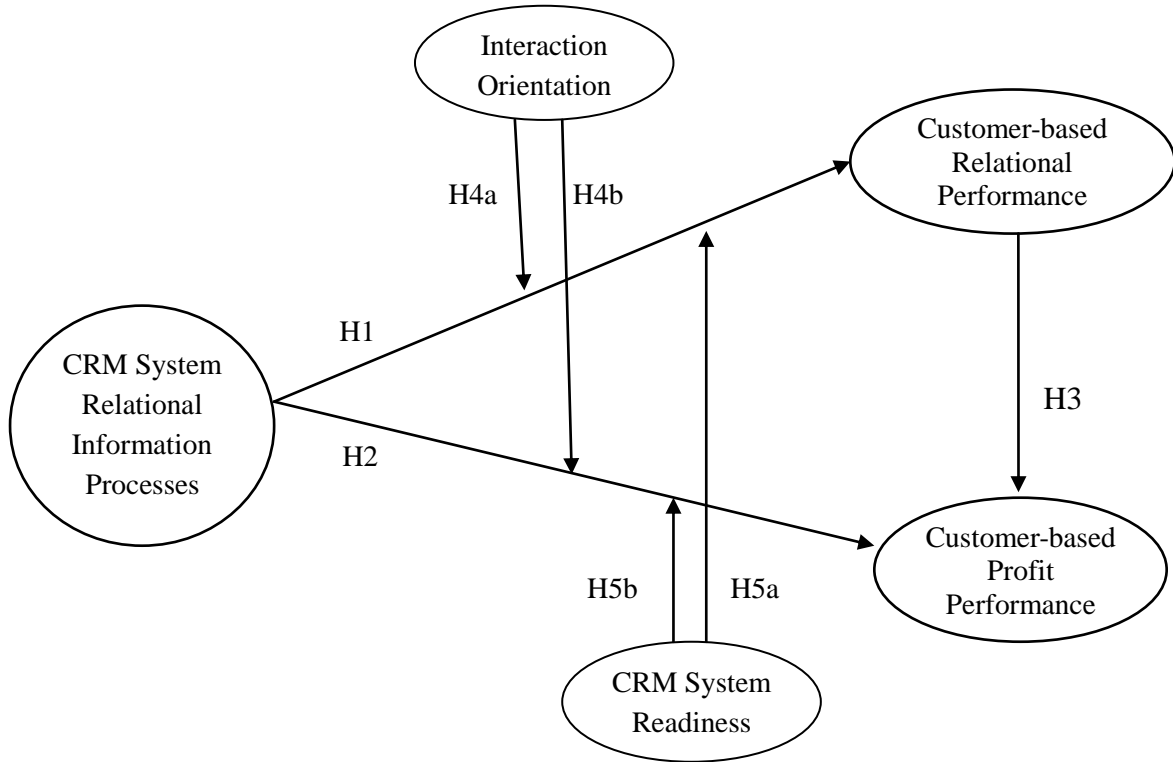 Interaction
Orientation
Customer-based
Relational
Performance
H4a
H4b
H1
CRM System
Relational
Information
Processes
H2
H3
Customer-based
Profit
Performance
H5b
H5a
CRM System
Readiness